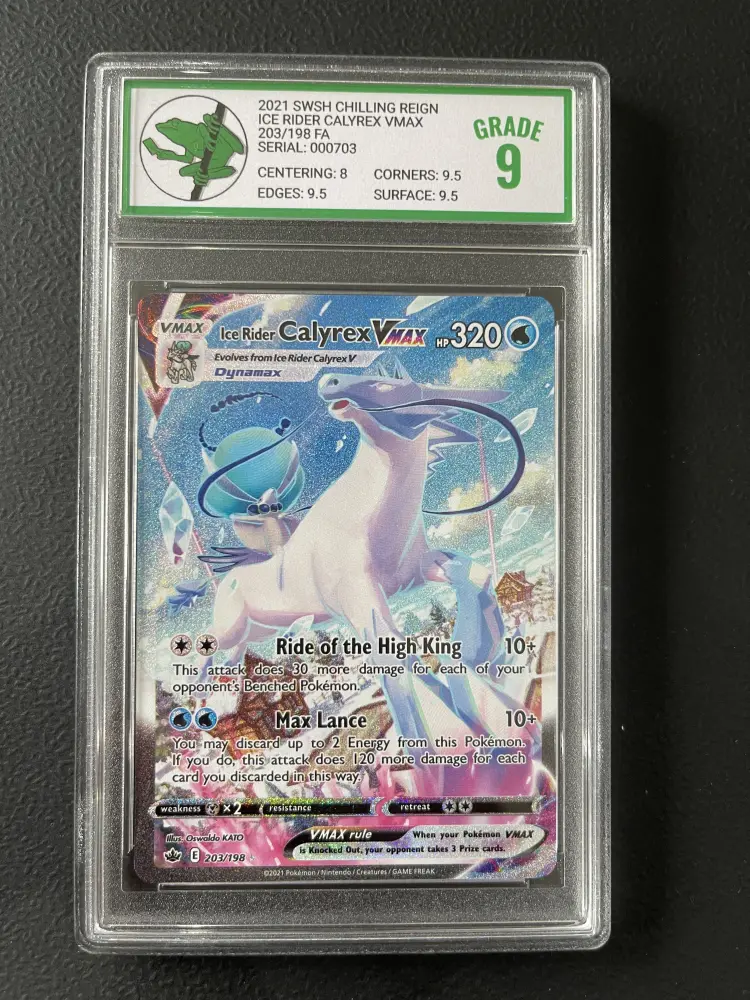 2021 SWSH CHILLING REIGN
ICE RIDER CALYREX VMAX
203/198 FA
SERIAL: 000703
CENTERING: 8 CORNERS: 9.5
EDGES: 9.5 SURFACE: 9.5
GRADE
9
VMAX Ice Rider Calyrex VMAX HP 320
Evolves from Ice Rider Calyrex V
Dynamax
Ride of the High King 10+
This attack does 30 more damage for each of your
opponent's Benched Pokémon.
Max Lance 10+
You may discard up to 2 Energy from this Pokémon.
If you do, this attack does 120 more damage for each
card you discarded in this way.
weakness ×2 resistance retreat
Illus. Oswaldo KATO
VMAX rule When your Pokémon VMAX
is Knocked Out, your opponent takes 3 Prize cards.
E 203/198
©2021 Pokémon / Nintendo / Creatures / GAME FREAK